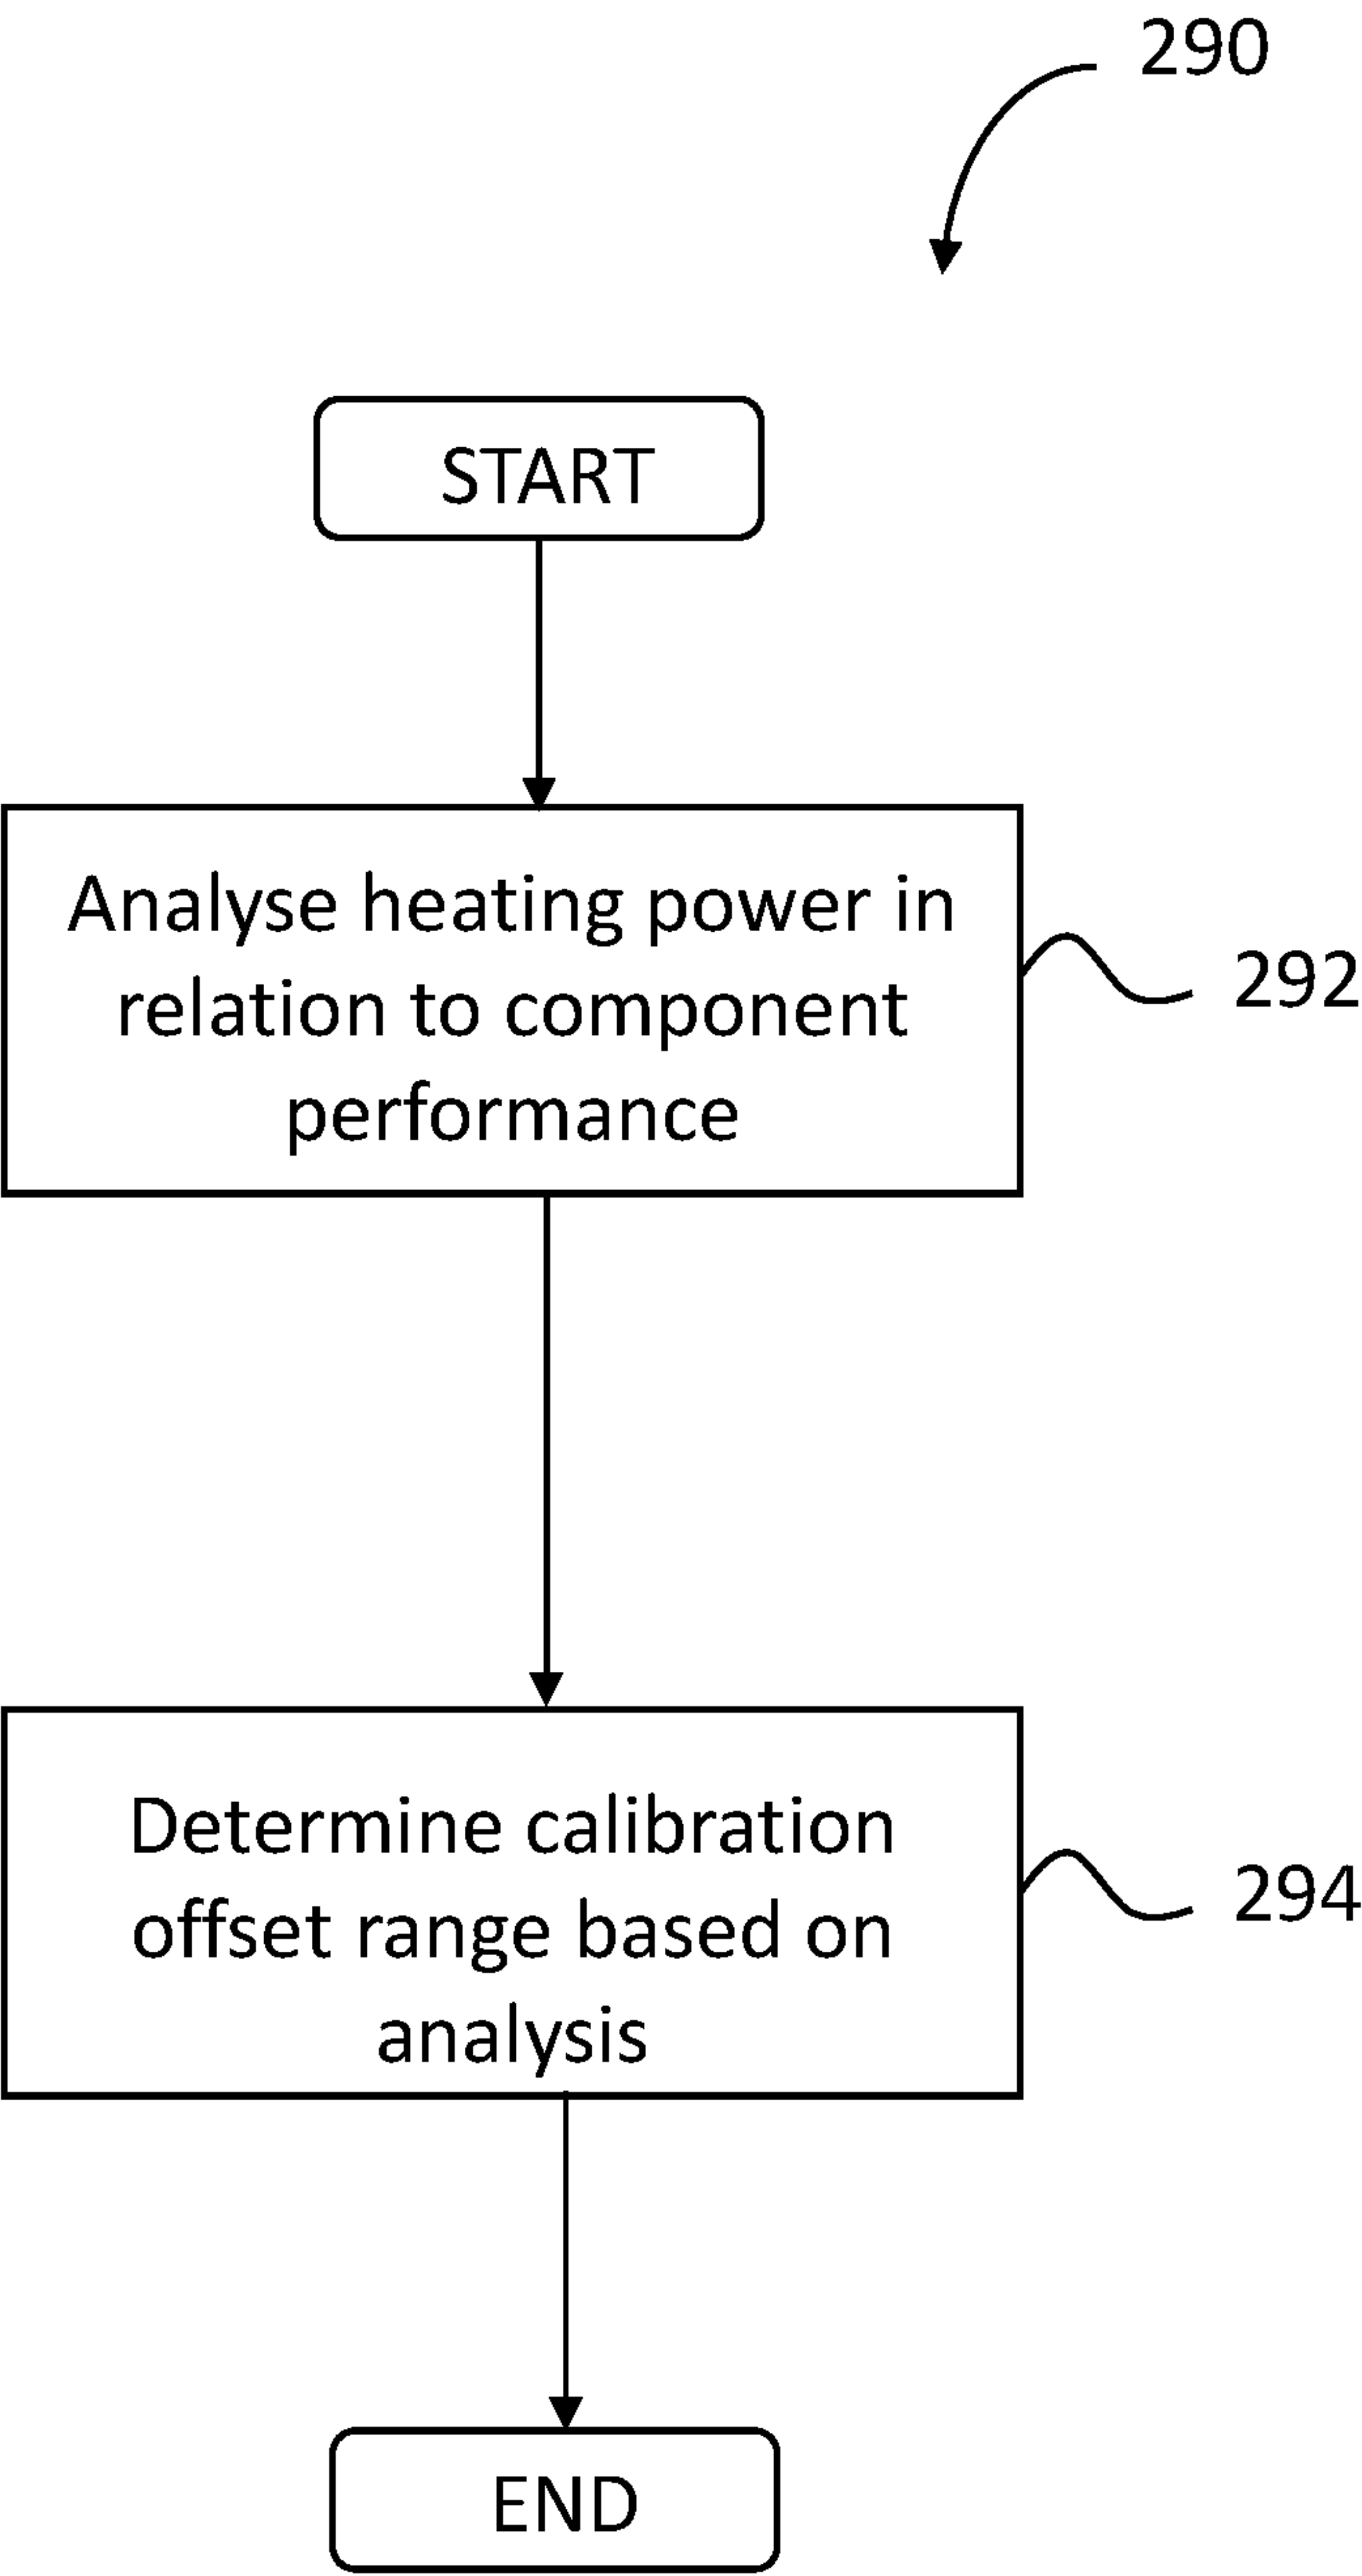 290
START
Analyse heating power in
relation to component
performance
292
Determine calibration
offset range based on
analysis
294
END